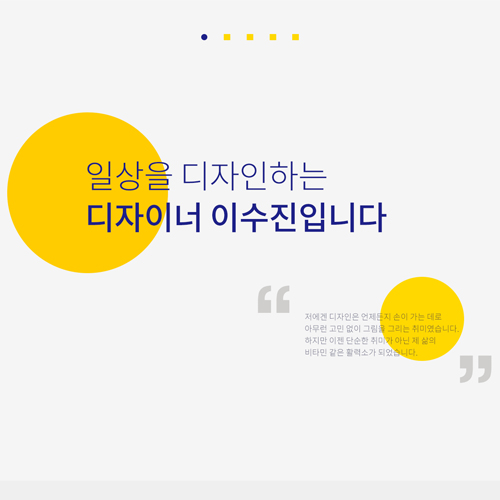 일상을 디자인하는
디자이너 이수진입니다
“
저에겐 디자인은 언제든지 손이 가는 대로
아무런 고민 없이 그림을 그리는 취미였습니다.
하지만 이젠 단순한 취미가 아닌 제 삶의
비타민 같은 활력소가 되었습니다.
”